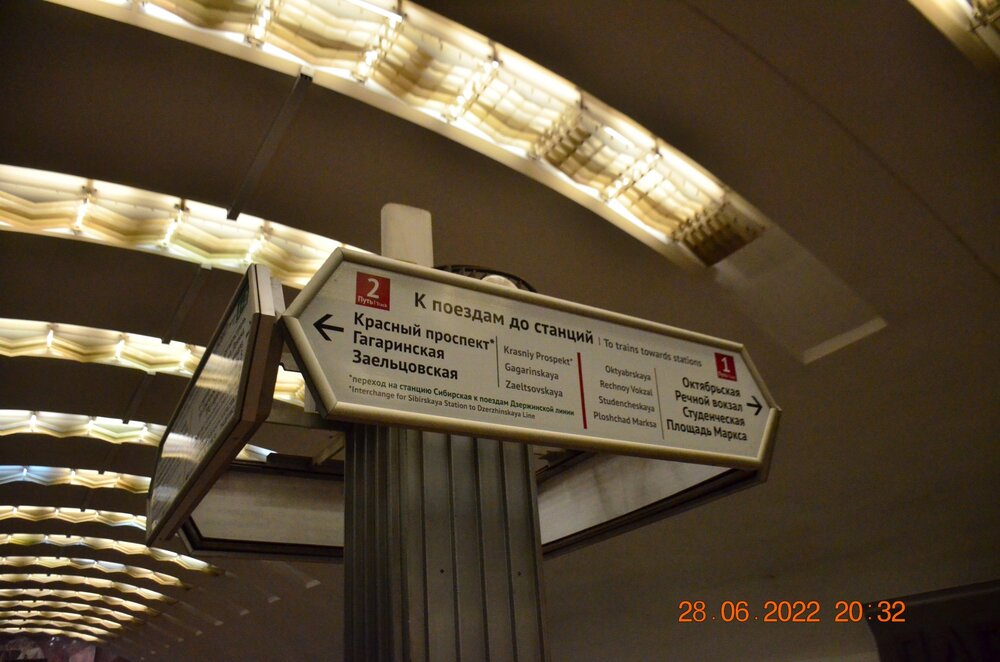 2
Путь/Track
К поездам до станций | To trains towards stations
1
← Красный проспект*
Гагаринская
Заельцовская
Krasniy Prospekt*
Gagarinskaya
Zaeltsovskaya
*переход на станцию Сибирская к поездам Дзержинской линии
*Interchange for Sibirskaya Station to Dzerzhinskaya Line
Oktyabrskaya
Rechnoy Vokzal
Studencheskaya
Ploshchad Marksa
Октябрьская
Речной вокзал →
Студенческая
Площадь Маркса
28.06.2022 20:32